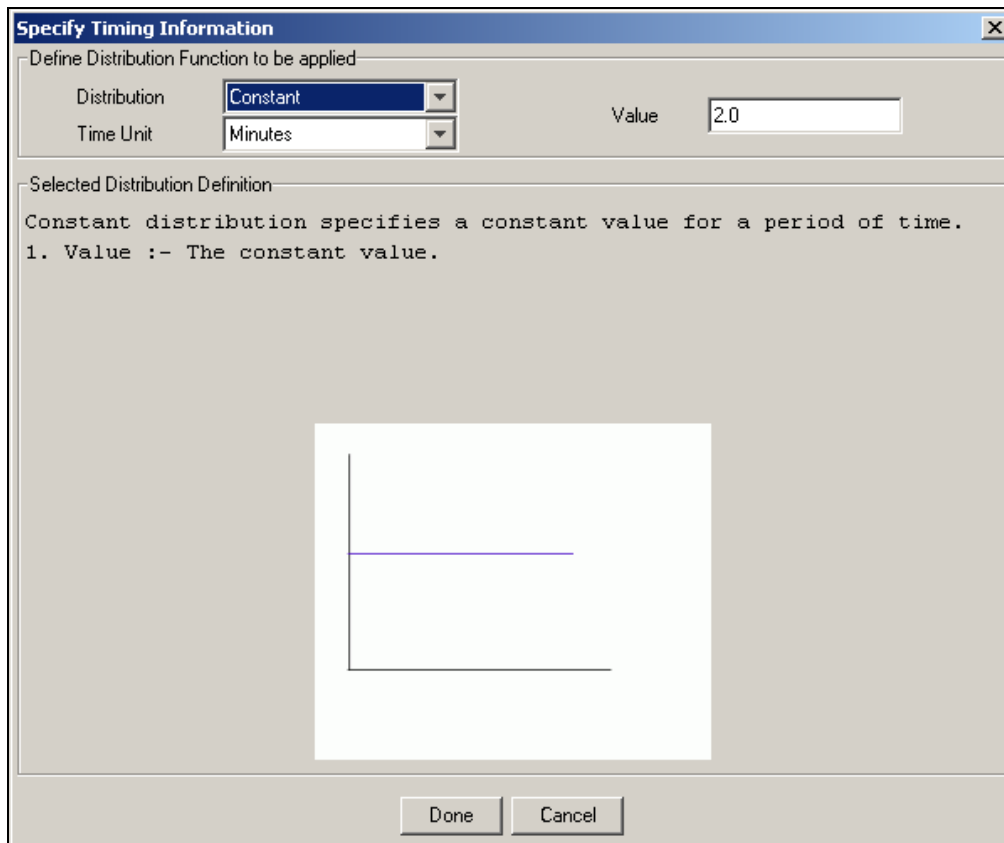 Specify Timing Information
Define Distribution Function to be applied
Distribution
Constant
Time Unit
Minutes
Value
2.0
Selected Distribution Definition
Constant distribution specifies a constant value for a period of time.
1. Value :- The constant value.
Done
Cancel